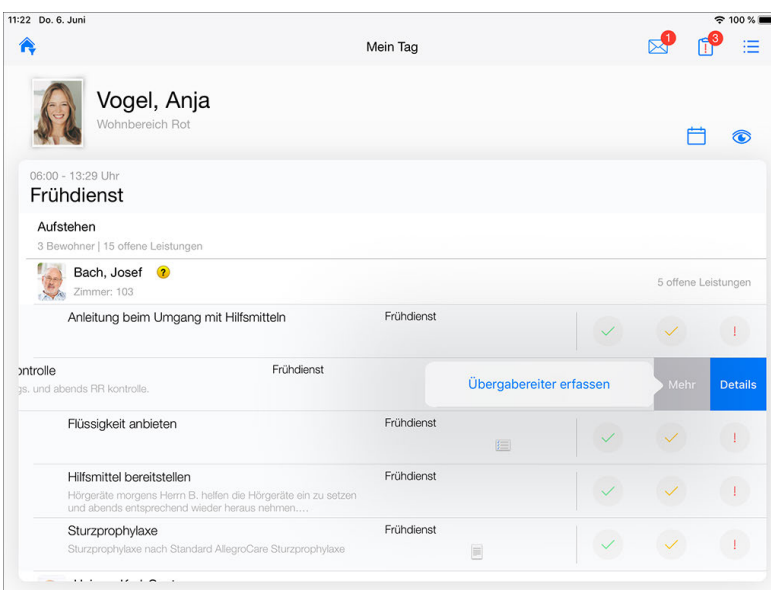 11:22 Do. 6. Juni
100 %
Mein Tag
1
3
Vogel, Anja
Wohnbereich Rot
06:00 - 13:29 Uhr
Frühdienst
Aufstehen
3 Bewohner | 15 offene Leistungen
Bach, Josef ?
Zimmer: 103
5 offene Leistungen
Anleitung beim Umgang mit Hilfsmitteln
Frühdienst
ontrolle
Frühdienst
gs. und abends RR kontrolle.
Übergabereiter erfassen
Mehr
Details
Flüssigkeit anbieten
Frühdienst
Hilfsmittel bereitstellen
Frühdienst
Hörgeräte morgens Herrn B. helfen die Hörgeräte ein zu setzen
und abends entsprechend wieder heraus nehmen....
Sturzprophylaxe
Frühdienst
Sturzprophylaxe nach Standard AllegroCare Sturzprophylaxe